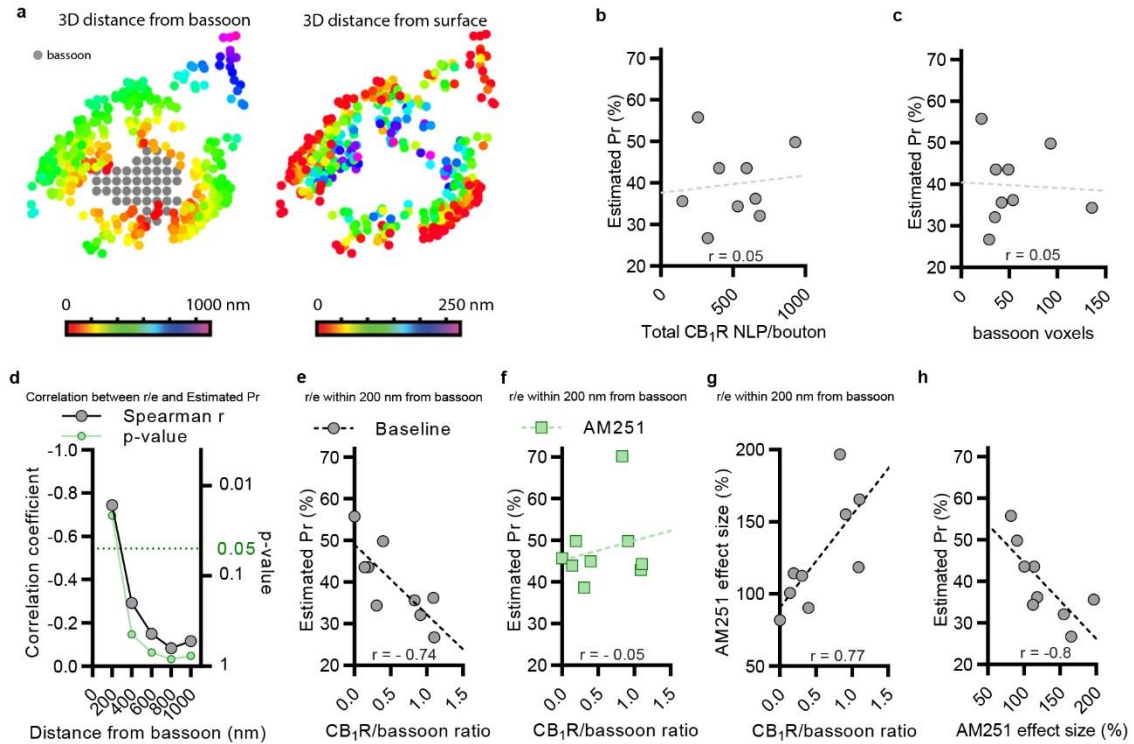 a
3D distance from bassoon
3D distance from surface
bassoon
0
1000 nm
0
250 nm
b
Estimated Pr (%)
70
60
50
40
30
20
r = 0.05
0
500
1000
Total CB₁R NLP/bouton
c
Estimated Pr (%)
70
60
50
40
30
20
r = 0.05
0
50
100
150
bassoon voxels
d
Correlation between r/e and Estimated Pr
Spearman r
p-value
Correlation coefficient
-1.0
-0.8
-0.6
-0.4
-0.2
0.0
0.01
0.05
0.1
1
p-value
0
200
400
600
800
1000
Distance from bassoon (nm)
e
r/e within 200 nm from bassoon
Baseline
Estimated Pr (%)
70
60
50
40
30
20
r = - 0.74
0.0
0.5
1.0
1.5
CB₁R/bassoon ratio
f
r/e within 200 nm from bassoon
AM251
Estimated Pr (%)
70
60
50
40
30
20
r = - 0.05
0.0
0.5
1.0
1.5
CB₁R/bassoon ratio
g
r/e within 200 nm from bassoon
AM251 effect size (%)
200
150
100
50
r = 0.77
0.0
0.5
1.0
1.5
CB₁R/bassoon ratio
h
Estimated Pr (%)
70
60
50
40
30
20
r = -0.8
50
100
150
200
AM251 effect size (%)